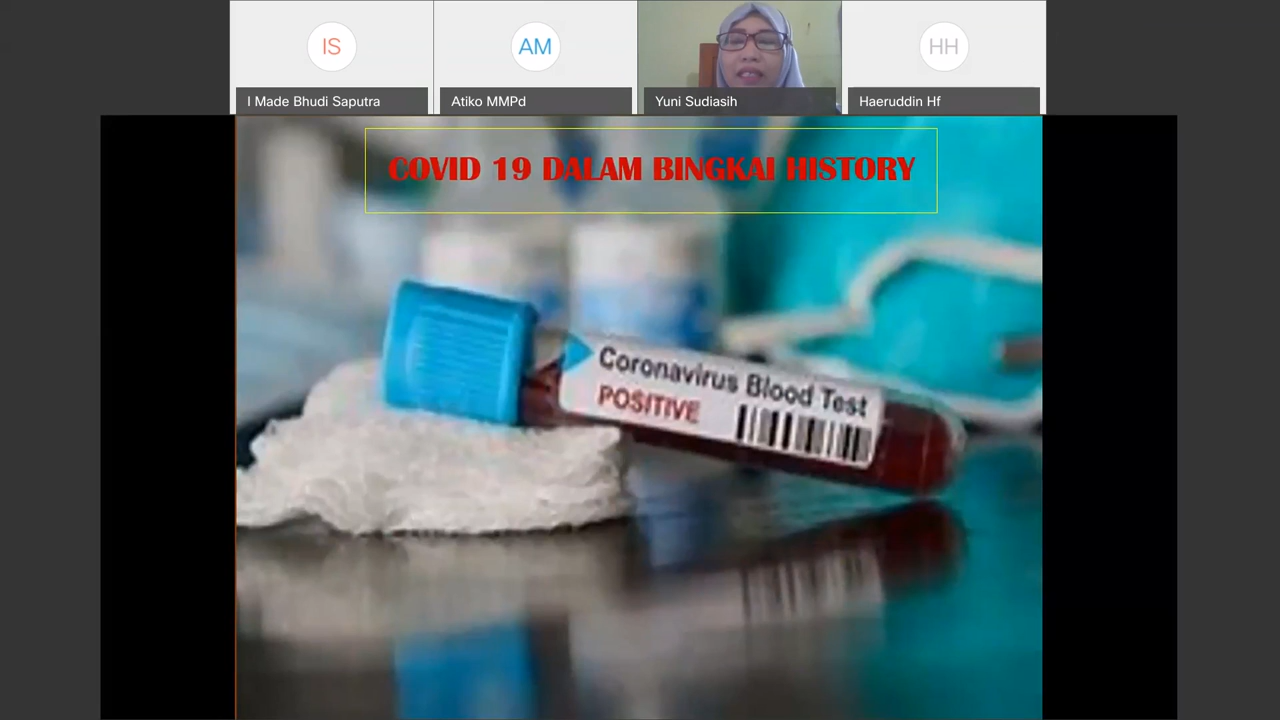 IS
AM
HH
I Made Bhudi Saputra
Atiko MMPd
Yuni Sudiasih
Haeruddin Hf
COVID 19 DALAM BINGKAI HISTORY
Coronavirus Blood Test
POSITIVE